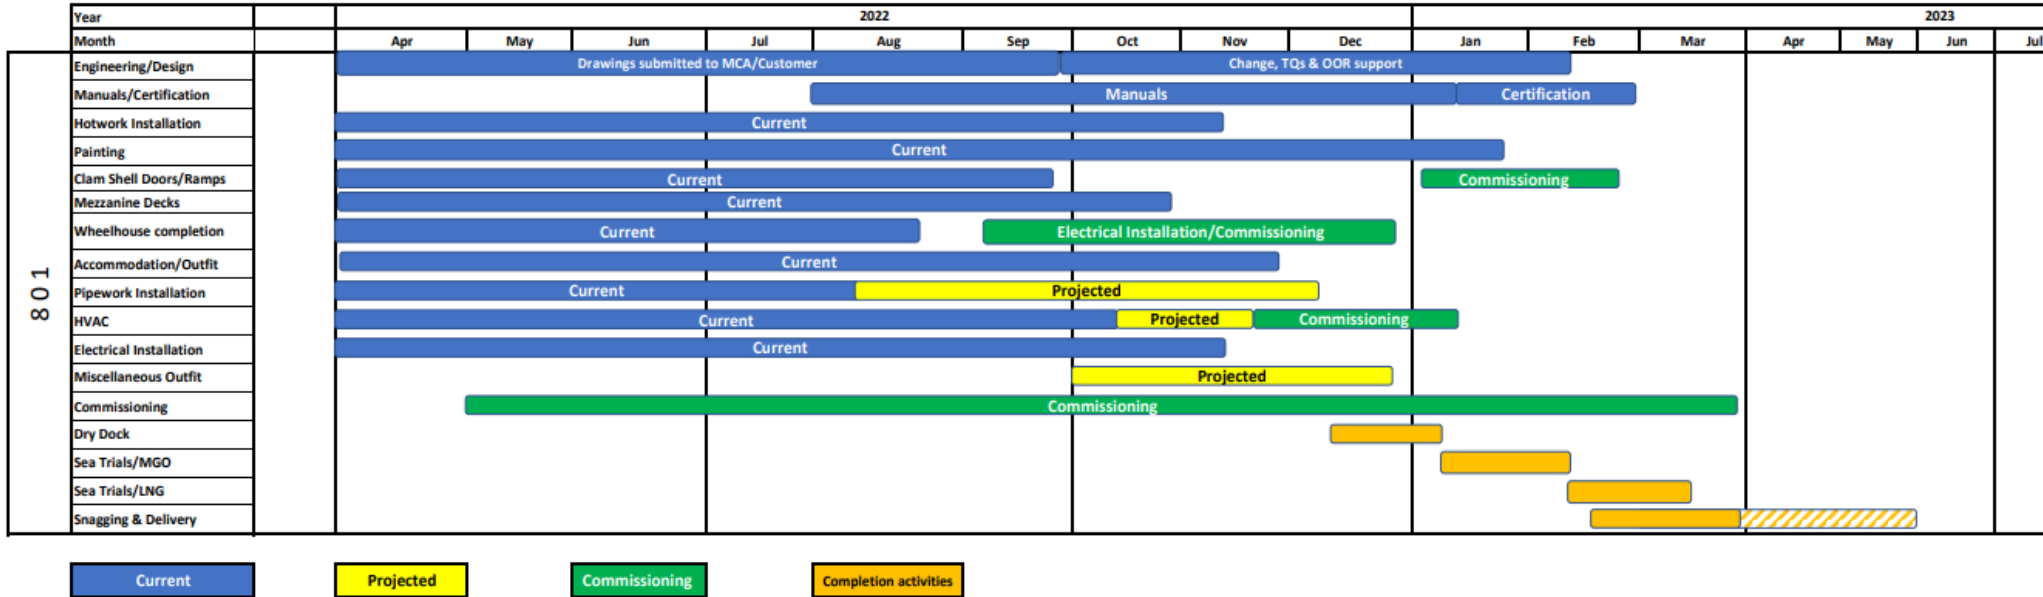 Year 2022 2023
Month Apr May Jun Jul Aug Sep Oct Nov Dec Jan Feb Mar Apr May Jun Jul
801
Engineering/Design Drawings submitted to MCA/Customer Change, TQs & OOR support
Manuals/Certification Manuals Certification
Hotwork Installation Current
Painting Current
Clam Shell Doors/Ramps Current Commissioning
Mezzanine Decks Current
Wheelhouse completion Current Electrical Installation/Commissioning
Accommodation/Outfit Current
Pipework Installation Current Projected
HVAC Current Projected Commissioning
Electrical Installation Current
Miscellaneous Outfit Projected
Commissioning Commissioning
Dry Dock
Sea Trials/MGO
Sea Trials/LNG
Snagging & Delivery
Current Projected Commissioning Completion activities